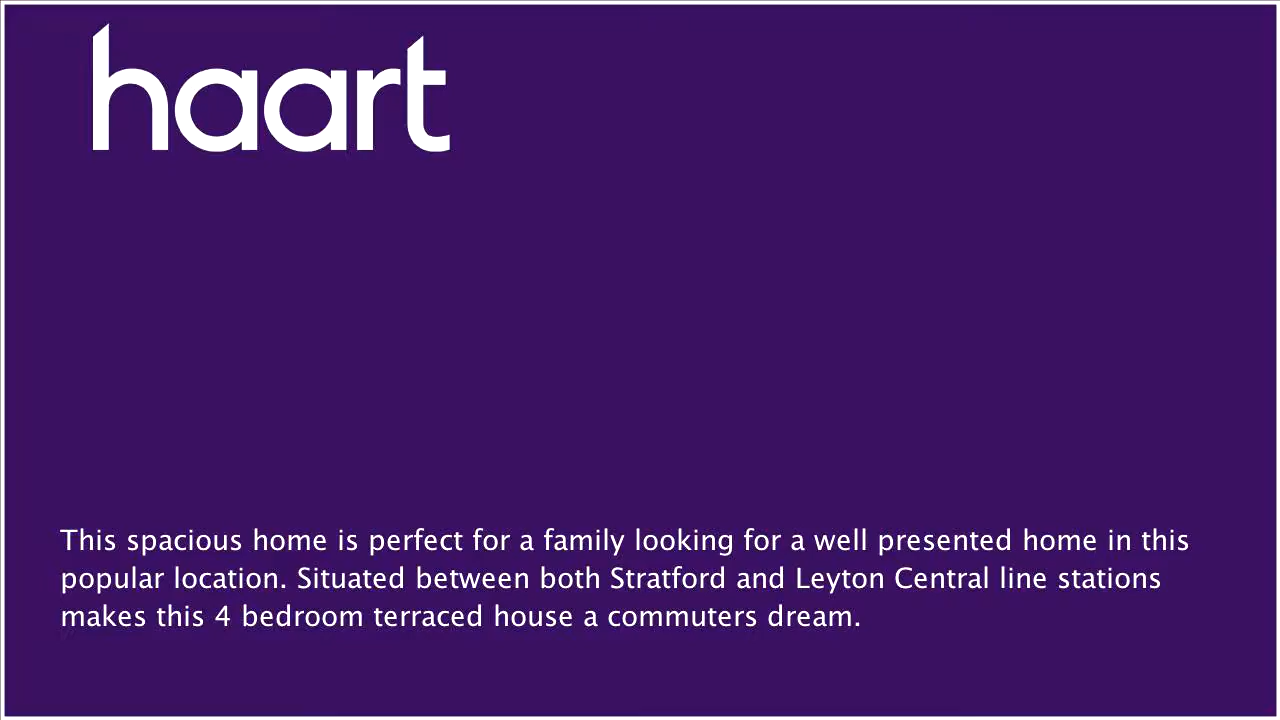 haart
This spacious home is perfect for a family looking for a well presented home in this
popular location. Situated between both Stratford and Leyton Central line stations
makes this 4 bedroom terraced house a commuters dream.